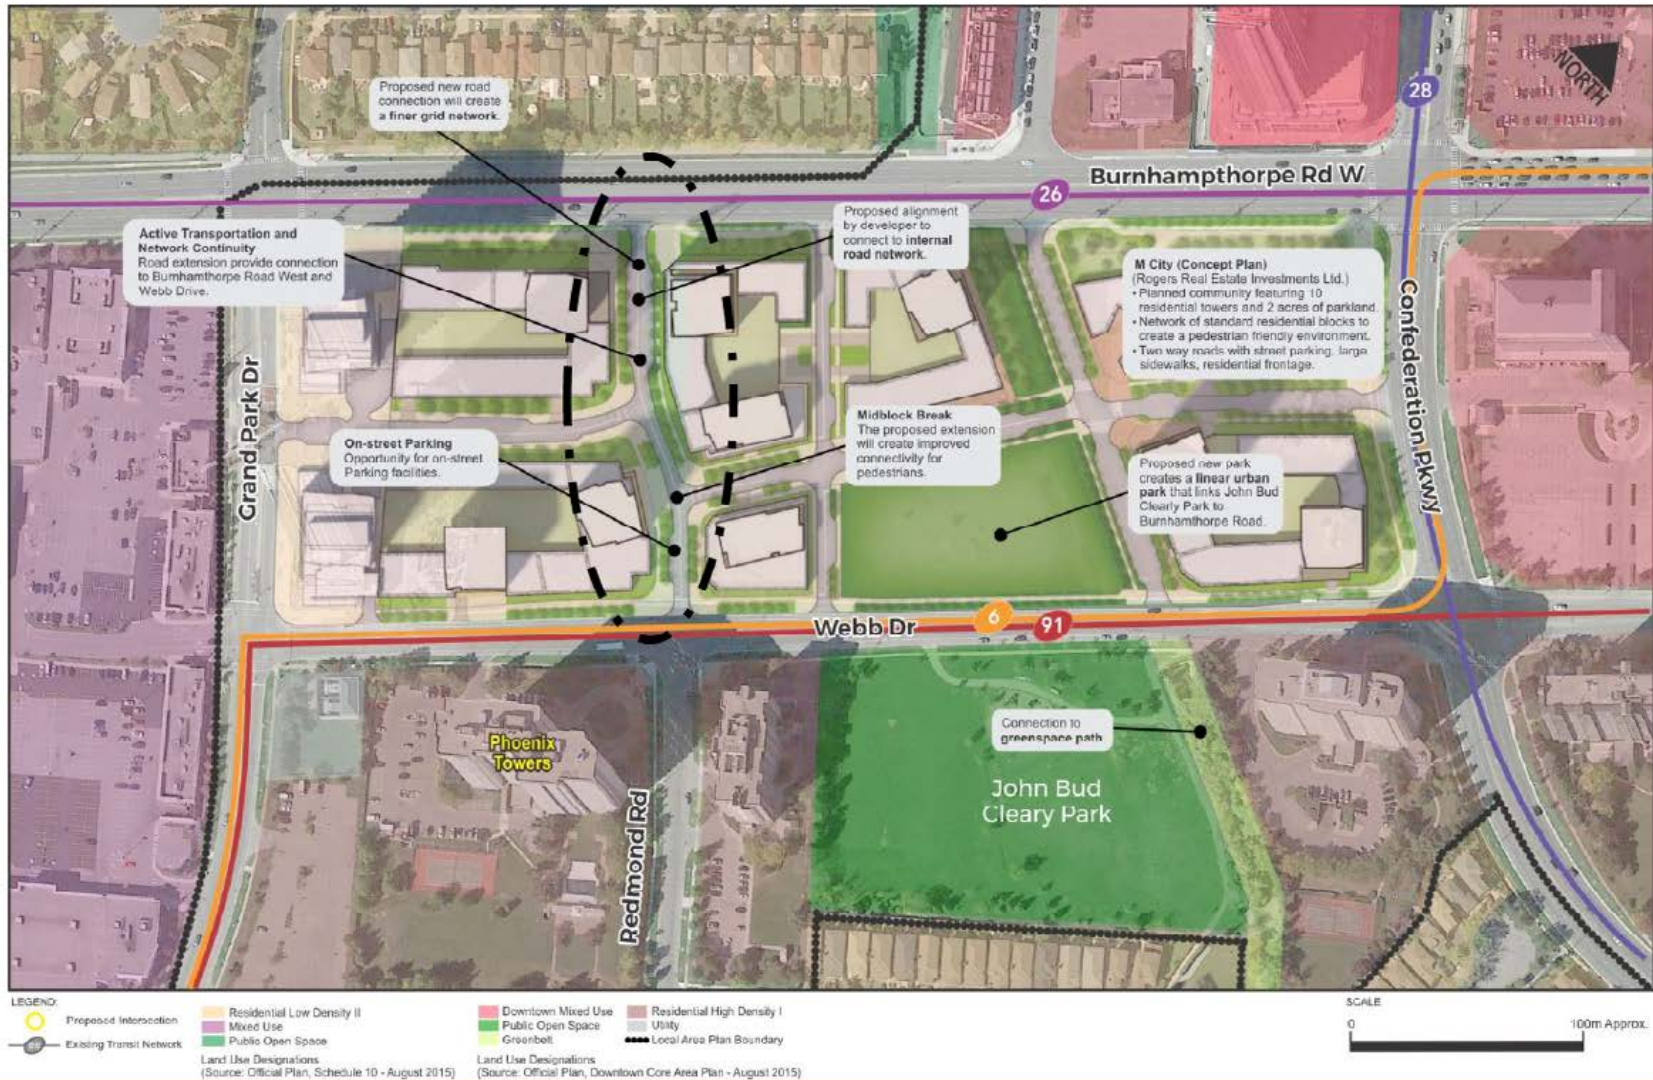 NORTH
28
Proposed new road
connection will create
a finer grid network.
Burnhampthorpe Rd W
26
Active Transportation and
Network Continuity
Road extension provide connection
to Burnhamthorpe Road West and
Webb Drive.
Proposed alignment
by developer to
connect to internal
road network.
M City (Concept Plan)
(Rogers Real Estate Investments Ltd.)
• Planned community featuring 10
residential towers and 2 acres of parkland.
• Network of standard residential blocks to
create a pedestrian friendly environment.
• Two way roads with street parking, large
sidewalks, residential frontage.
Grand Park Dr
Confederation Pkwy
On-street Parking
Opportunity for on-street
Parking facilities.
Midblock Break
The proposed extension
will create improved
connectivity for
pedestrians.
Proposed new park
creates a linear urban
park that links John Bud
Clearly Park to
Burnhamthorpe Road.
6
91
Webb Dr
Phoenix
Towers
Redmond Rd
Connection to
greenspace path
John Bud
Cleary Park
LEGEND:
Proposed Intersection
Existing Transit Network
Residential Low Density II
Mixed Use
Public Open Space
Land Use Designations
(Source: Official Plan, Schedule 10 - August 2015)
Downtown Mixed Use
Public Open Space
Greenbelt
Residential High Density I
Utility
Local Area Plan Boundary
Land Use Designations
(Source: Official Plan, Downtown Core Area Plan - August 2015)
SCALE
0
100m Approx.